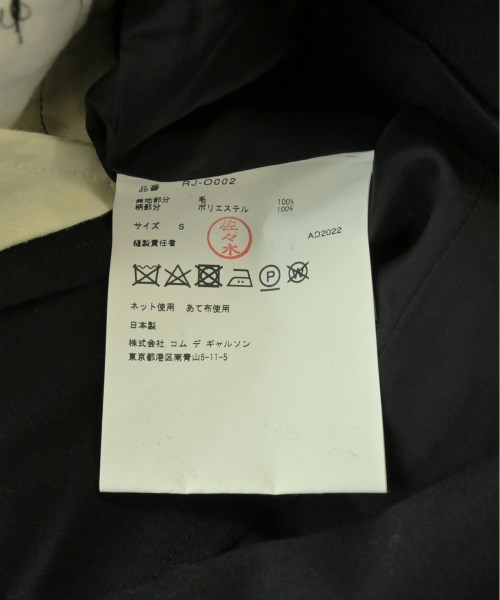 品番 RJ-O002
無地部分 毛 100%
柄部分 ポリエステル 100%
サイズ S
佐々木
縫製責任者
AD2022
P
W
ネット使用 あて布使用
日本製
株式会社 コム デ ギャルソン
東京都港区南青山5-11-5